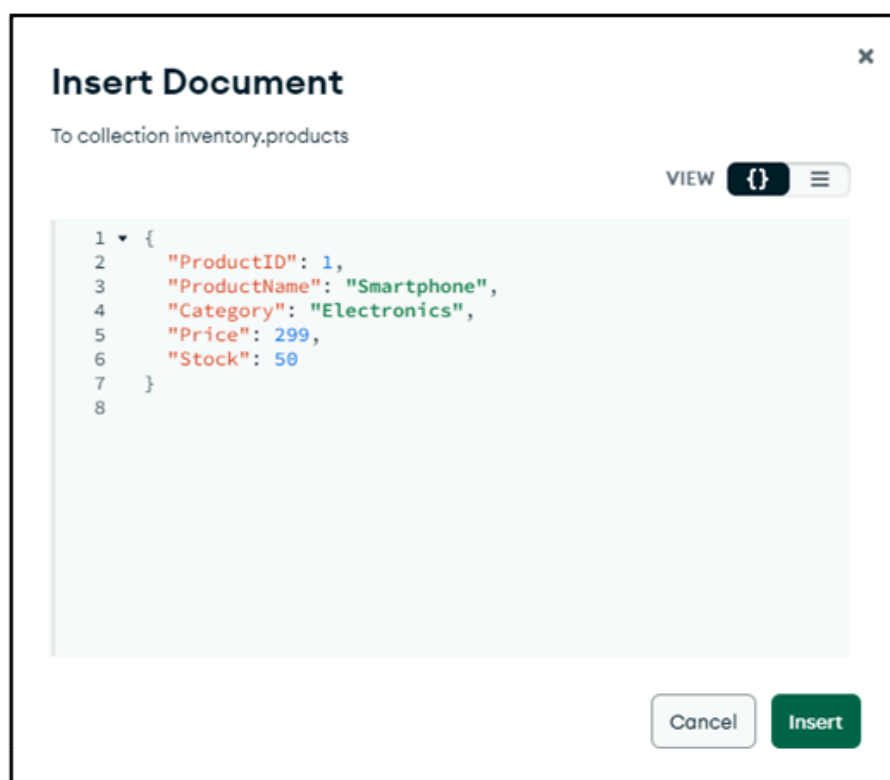 Insert Document
To collection inventory.products
VIEW {}
1 {
2 "ProductID": 1,
3 "ProductName": "Smartphone",
4 "Category": "Electronics",
5 "Price": 299,
6 "Stock": 50
7 }
8
Cancel Insert